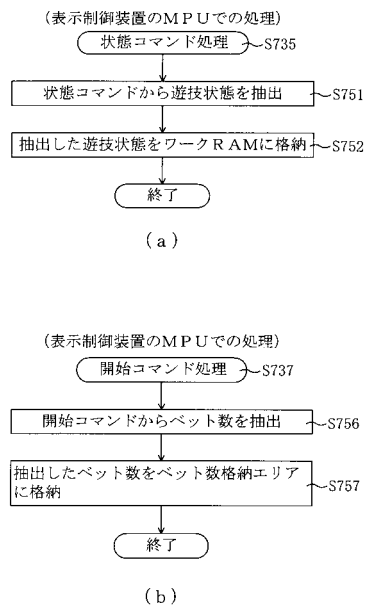 (表示制御装置のMPUでの処理)
状態コマンド処理
S735
状態コマンドから遊技状態を抽出
S751
抽出した遊技状態をワークRAMに格納
S752
終了
(a)
(表示制御装置のMPUでの処理)
開始コマンド処理
S737
開始コマンドからベット数を抽出
S756
抽出したベット数をベット数格納エリア
に格納
S757
終了
(b)